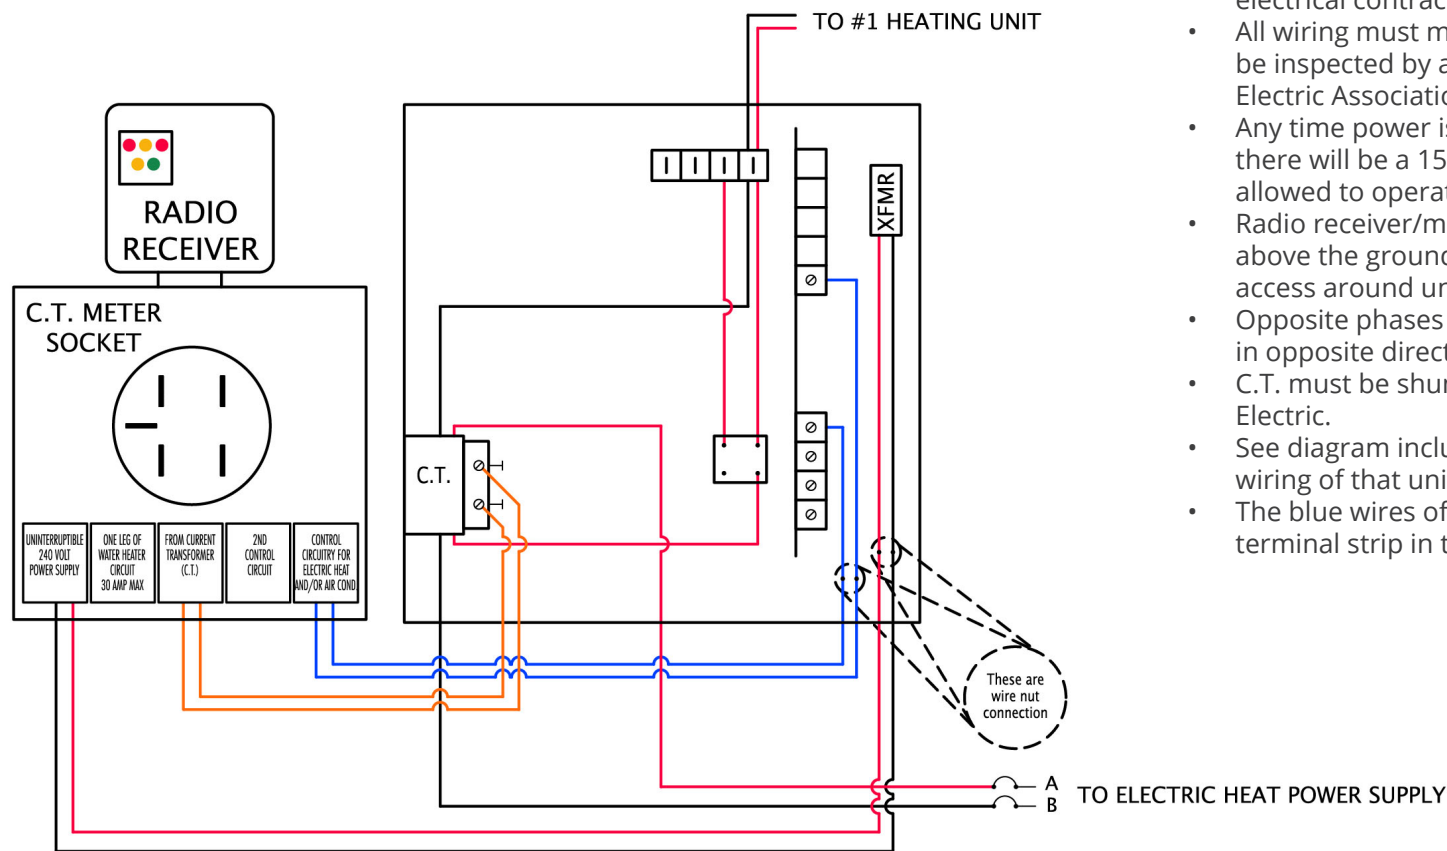 TO #1 HEATING UNIT
RADIO
RECEIVER
C.T. METER
SOCKET
UNINTERRUPTIBLE
240 VOLT
POWER SUPPLY
ONE LEG OF
WATER HEATER
CIRCUIT
30 AMP MAX
FROM CURRENT
TRANSFORMER
(C.T.)
2ND
CONTROL
CIRCUIT
CONTROL
CIRCUITRY FOR
ELECTRIC HEAT
AND/OR AIR COND.
C.T.
XFMR
These are
wire nut
connection
A
B
TO ELECTRIC HEAT POWER SUPPLY
electrical contrac
• All wiring must m
be inspected by a
Electric Associatio
• Any time power is
there will be a 15
allowed to operat
• Radio receiver/m
above the ground
access around un
• Opposite phases
in opposite direct
• C.T. must be shun
Electric.
• See diagram inclu
wiring of that uni
• The blue wires of
terminal strip in t